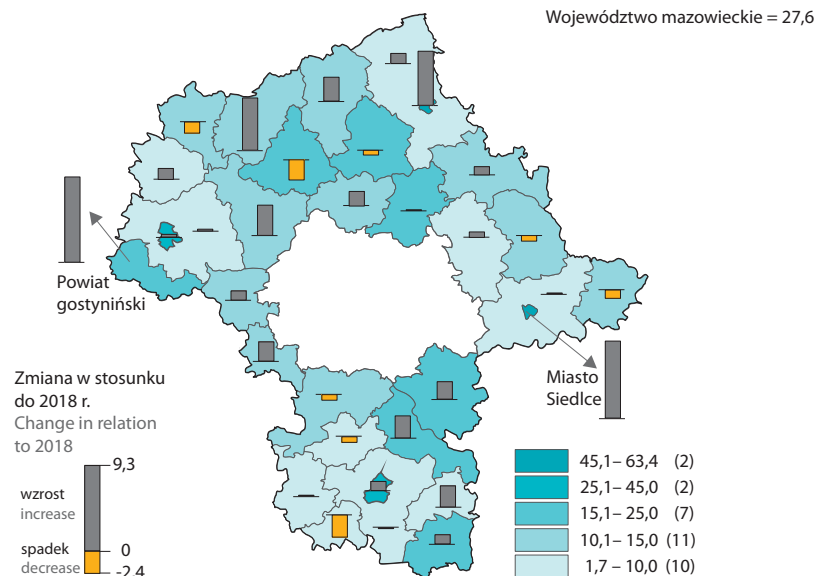 Województwo mazowieckie = 27,6
Powiat
gostyniński
Miasto
Siedlce
Zmiana w stosunku
do 2018 r.
Change in relation
to 2018
9,3
wzrost
increase
0
spadek
decrease
-2,4
45,1– 63,4 (2)
25,1– 45,0 (2)
15,1– 25,0 (7)
10,1– 15,0 (11)
1,7 – 10,0 (10)